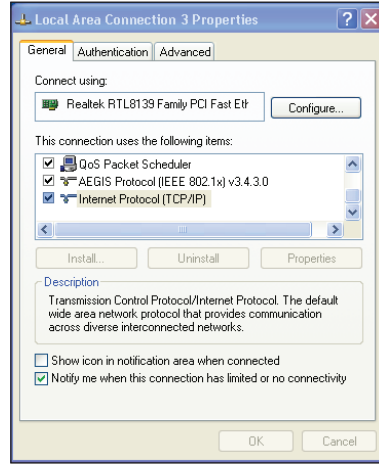 Local Area Connection 3 Properties
General Authentication Advanced
Connect using:
Realtek RTL8139 Family PCI Fast Eth
Configure...
This connection uses the following items:
QoS Packet Scheduler
AEGIS Protocol (IEEE 802.1x) v3.4.3.0
Internet Protocol (TCP/IP)
Install... Uninstall Properties
Description
Transmission Control Protocol/Internet Protocol. The default
wide area network protocol that provides communication
across diverse interconnected networks.
Show icon in notification area when connected
Notify me when this connection has limited or no connectivity
OK Cancel